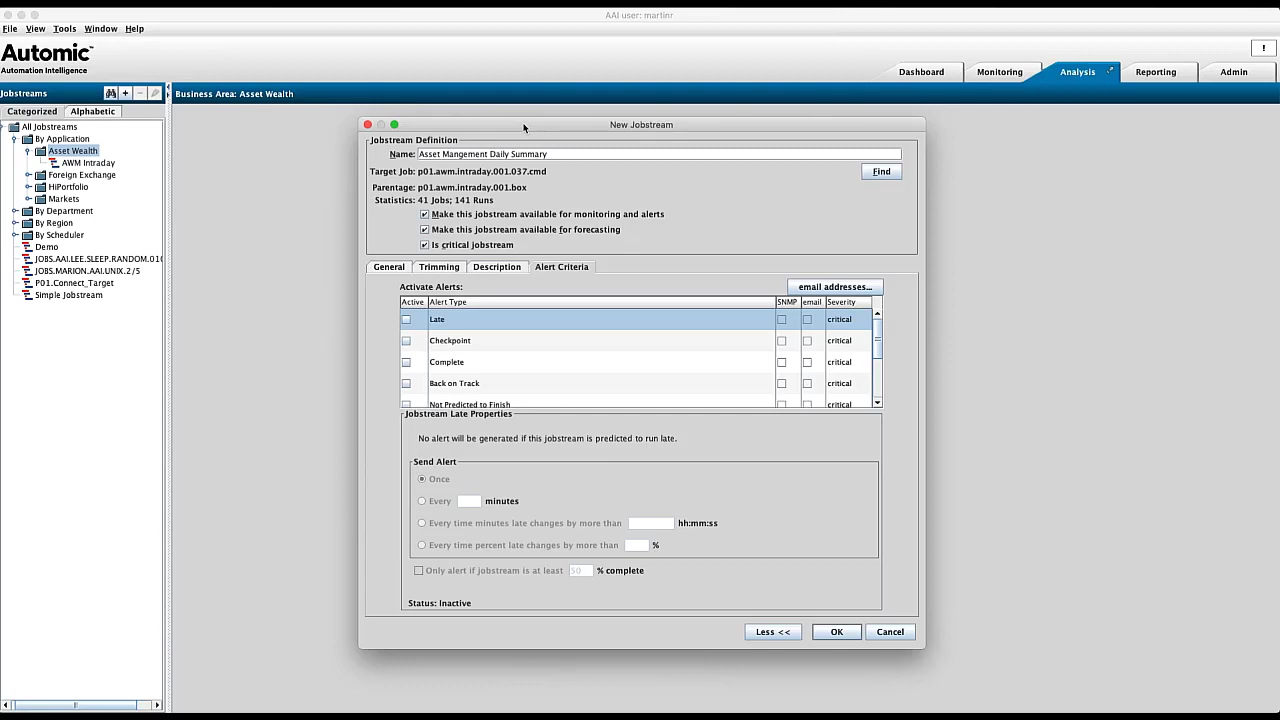 AAI user: martinr
File View Tools Window Help
Automic™
Automation Intelligence
!
Dashboard Monitoring Analysis Reporting Admin
Jobstreams
Business Area: Asset Wealth
Categorized Alphabetic
All Jobstreams
By Application
Asset Wealth
AWM Intraday
Foreign Exchange
HiPortfolio
Markets
By Department
By Region
By Scheduler
Demo
JOBS.AAI.LEE.SLEEP.RANDOM.010
JOBS.MARION.AAI.UNIX.2/5
P01.Connect_Target
Simple Jobstream
New Jobstream
Jobstream Definition
Name: Asset Mangement Daily Summary
Target Job: p01.awm.intraday.001.037.cmd
Find
Parentage: p01.awm.intraday.001.box
Statistics: 41 Jobs; 141 Runs
Make this jobstream available for monitoring and alerts
Make this jobstream available for forecasting
Is critical jobstream
General Trimming Description Alert Criteria
Activate Alerts:
email addresses...
Active Alert Type SNMP email Severity
Late critical
Checkpoint critical
Complete critical
Back on Track critical
Not Predicted to Finish critical
Jobstream Late Properties
No alert will be generated if this jobstream is predicted to run late.
Send Alert
Once
Every minutes
Every time minutes late changes by more than hh:mm:ss
Every time percent late changes by more than %
Only alert if jobstream is at least 50 % complete
Status: Inactive
Less << OK Cancel